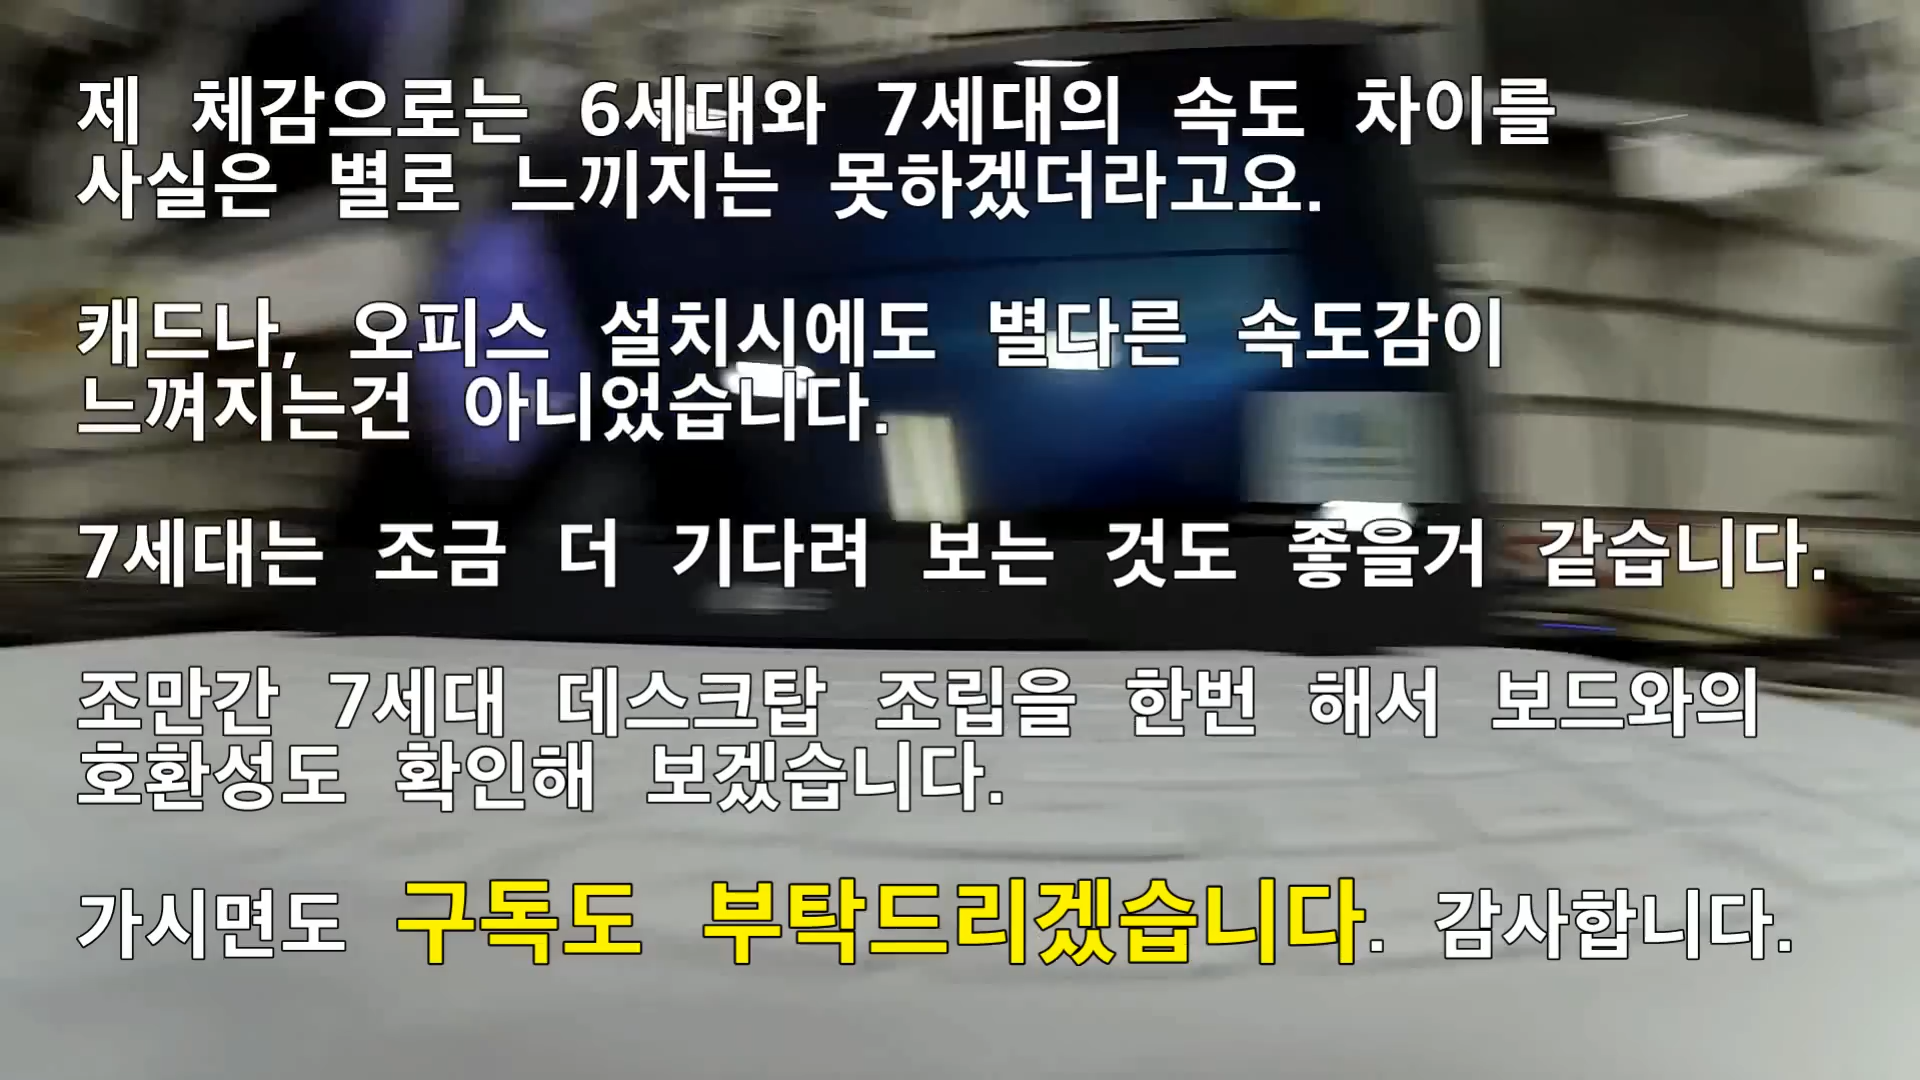 제 체감으로는 6세대와 7세대의 속도 차이를
사실은 별로 느끼지는 못하겠더라고요.
캐드나, 오피스 설치시에도 별다른 속도감이
느껴지는건 아니었습니다.
7세대는 조금 더 기다려 보는 것도 좋을거 같습니다.
조만간 7세대 데스크탑 조립을 한번 해서 보드와의
호환성도 확인해 보겠습니다.
가시면도 구독도 부탁드리겠습니다. 감사합니다.